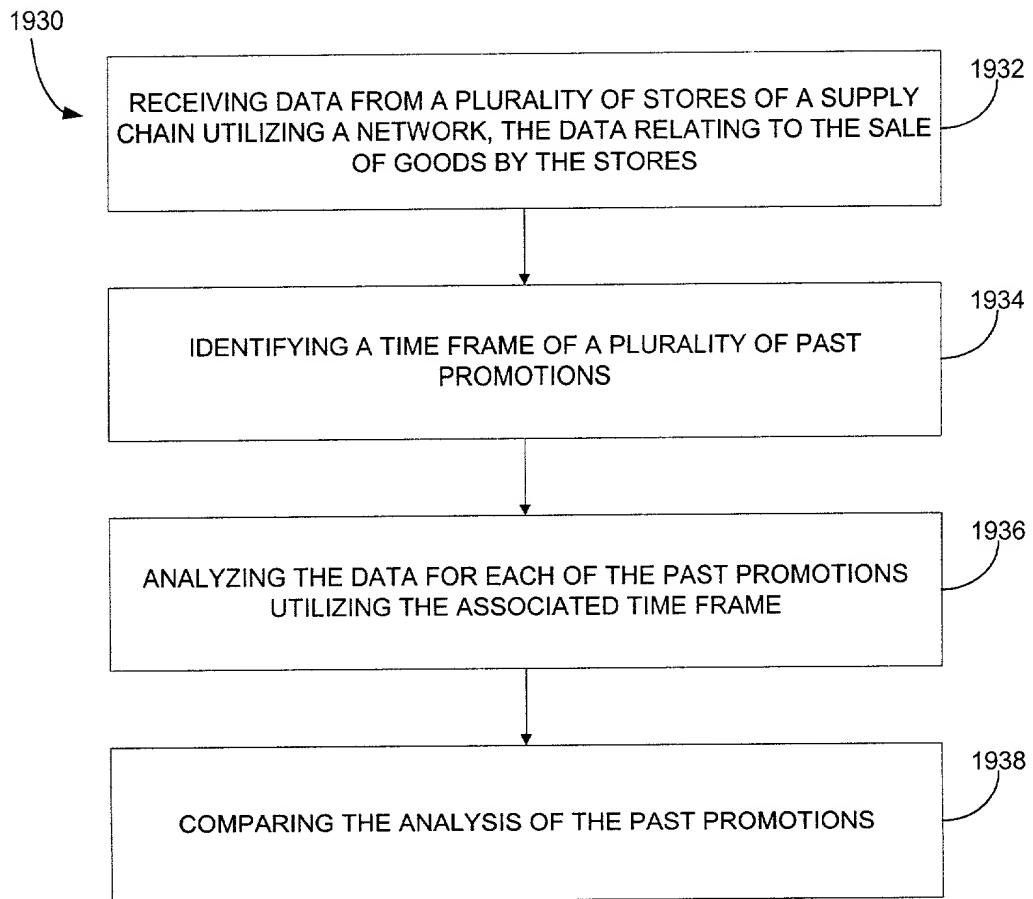 1930
1932
RECEIVING DATA FROM A PLURALITY OF STORES OF A SUPPLY
CHAIN UTILIZING A NETWORK, THE DATA RELATING TO THE SALE
OF GOODS BY THE STORES
1934
IDENTIFYING A TIME FRAME OF A PLURALITY OF PAST
PROMOTIONS
1936
ANALYZING THE DATA FOR EACH OF THE PAST PROMOTIONS
UTILIZING THE ASSOCIATED TIME FRAME
1938
COMPARING THE ANALYSIS OF THE PAST PROMOTIONS